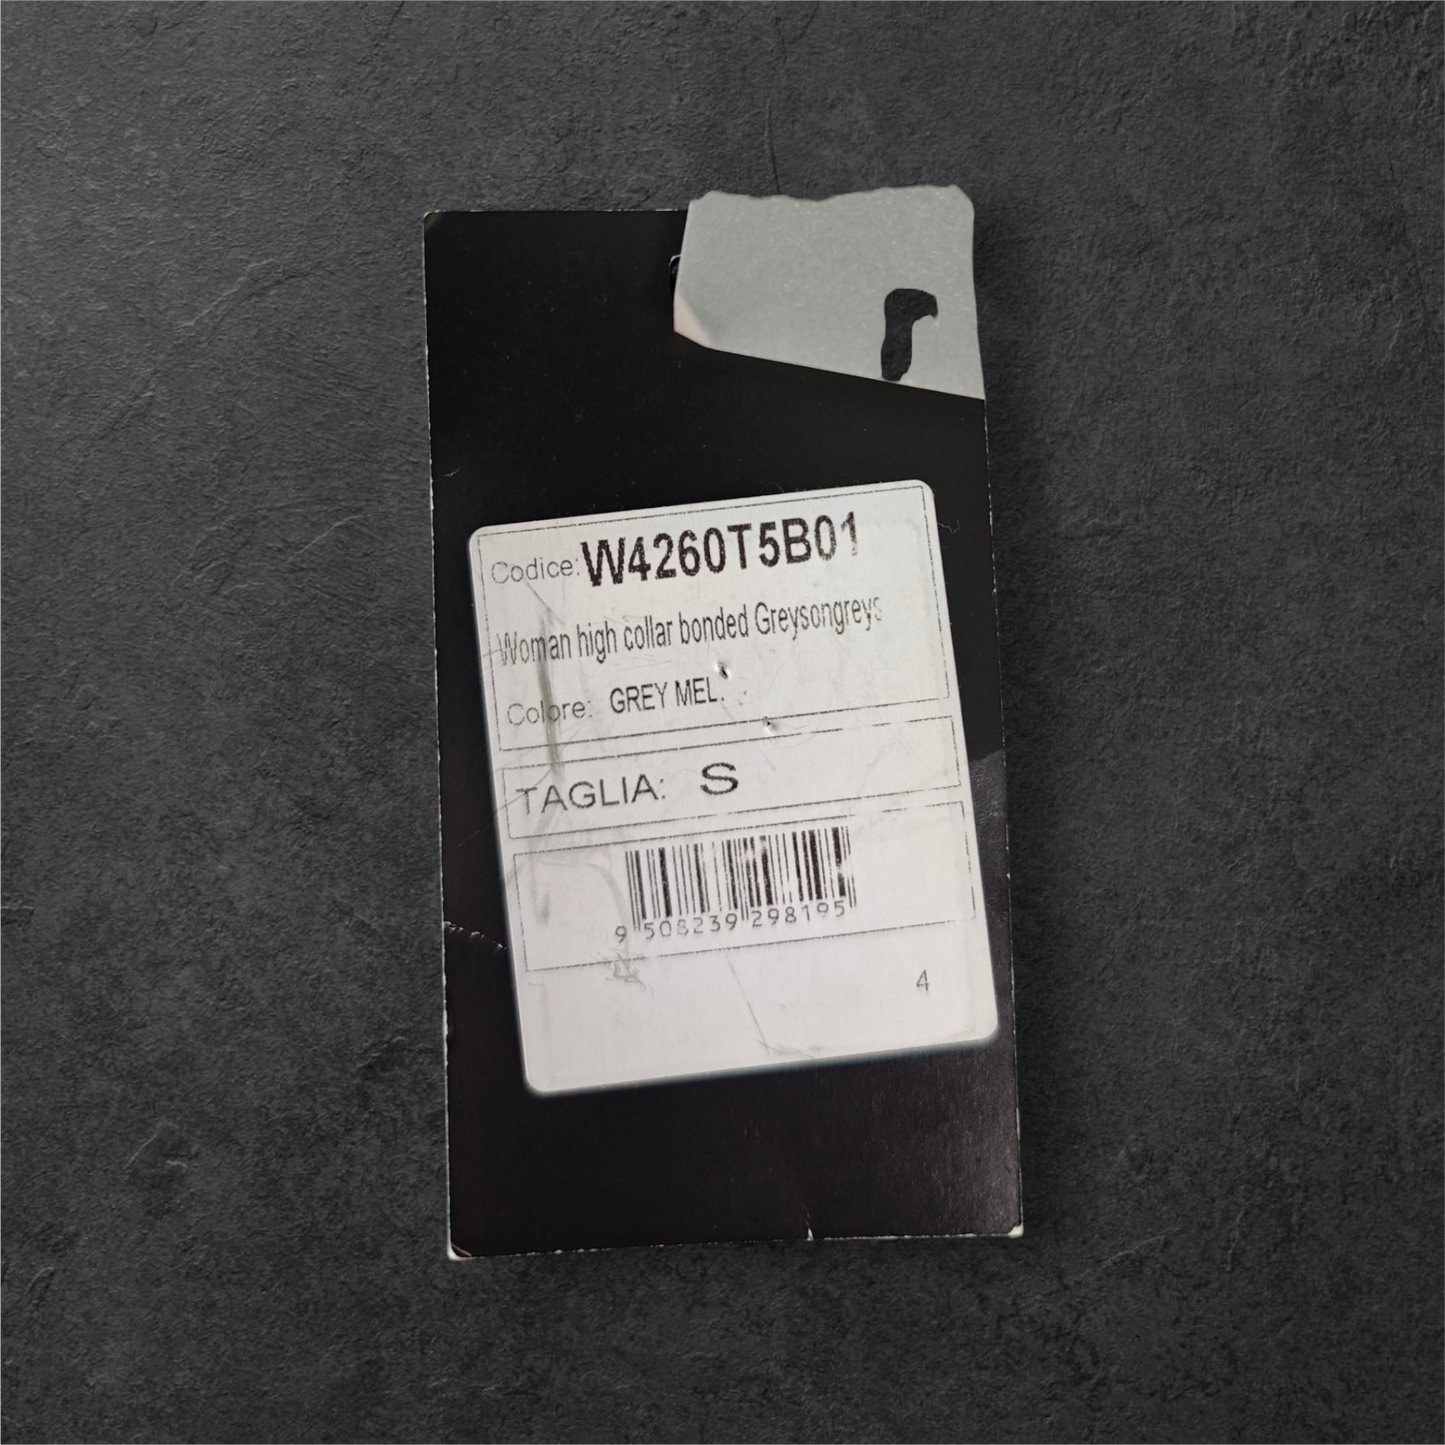 Codice: W4260T5B01
Woman high collar bonded Greysongreys
Colore: GREY MEL.
TAGLIA: S
9 508239 298195
4